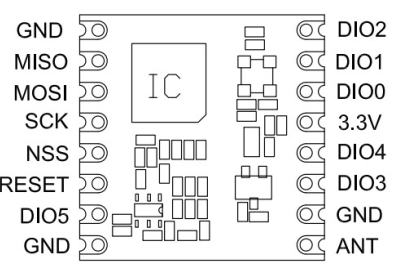 GND DIO2
MISO DIO1
MOSI IC DIO0
SCK 3.3V
NSS DIO4
RESET DIO3
DIO5 GND
GND ANT